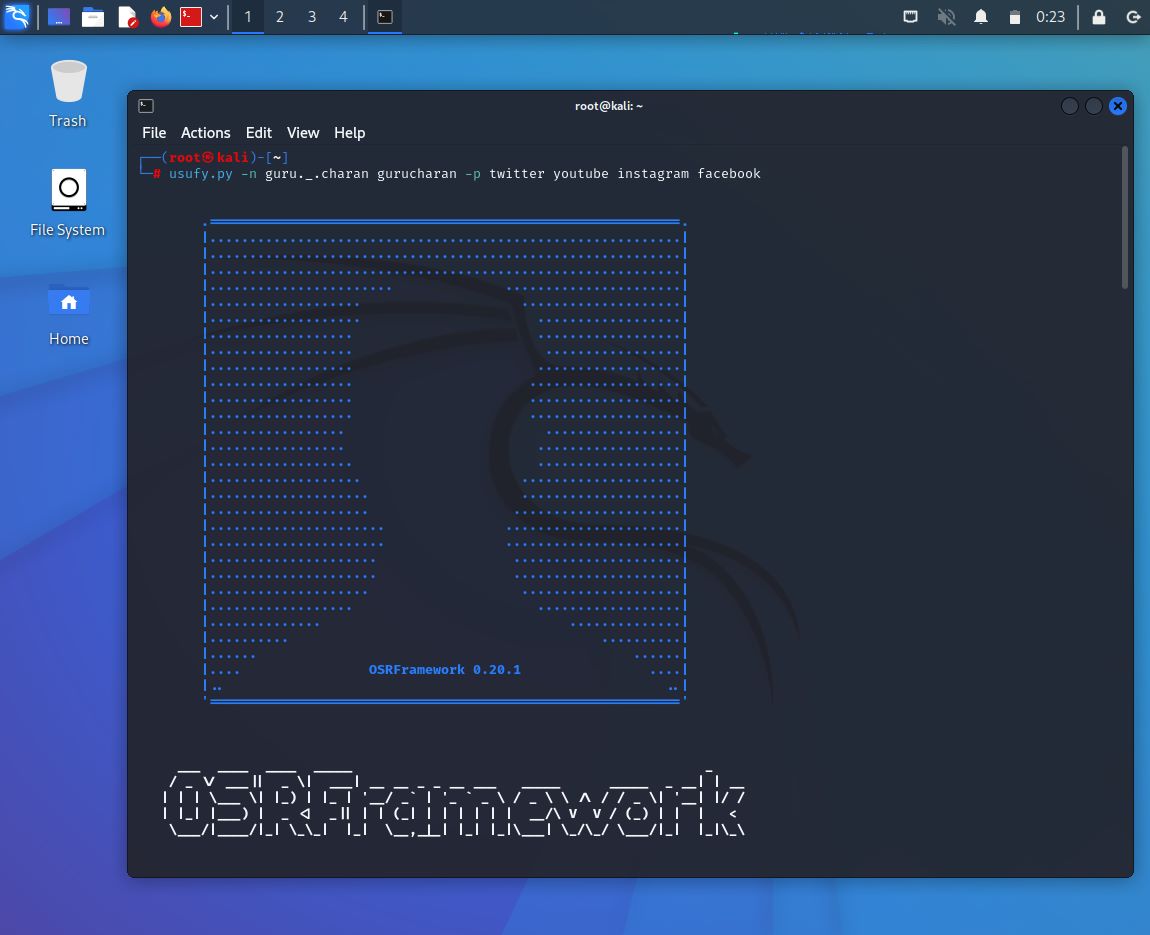 1 2 3 4 0:23
Trash
File System
Home
root@kali: ~
File Actions Edit View Help
(root㉿kali)-[~]
# usufy.py -n guru._.charan gurucharan -p twitter youtube instagram facebook
OSRFramework 0.20.1
OSRFramework